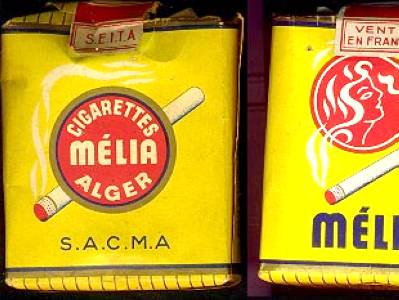 S.E.I.T.A
CIGARETTES
MÉLIA
ALGER
S.A.C.M.A
VENT
EN FRAN
MÉLI